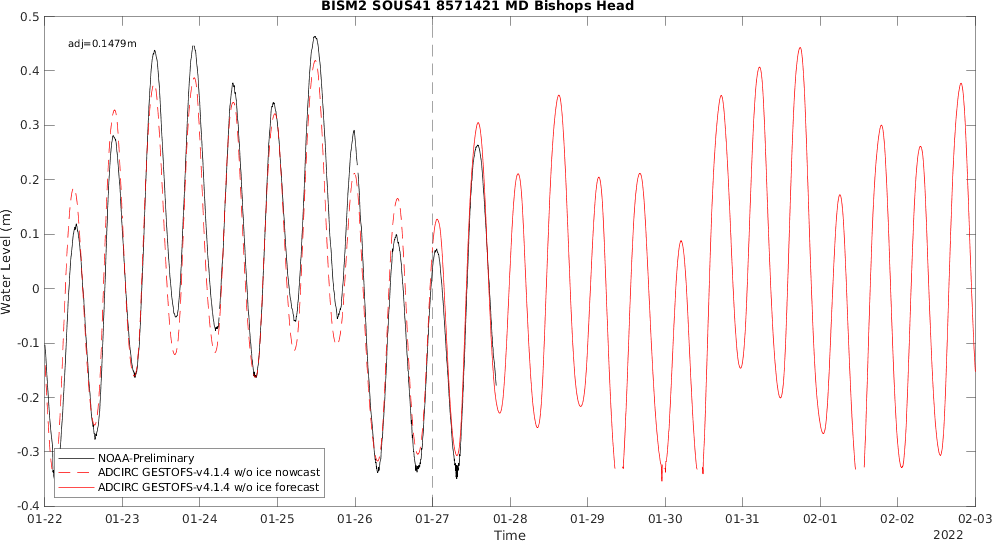 BISM2 SOUS41 8571421 MD Bishops Head
adj=0.1479m
0.5
0.4
0.3
0.2
0.1
0
-0.1
-0.2
-0.3
-0.4
Water Level (m)
NOAA-Preliminary
ADCIRC GESTOFS-v4.1.4 w/o ice nowcast
ADCIRC GESTOFS-v4.1.4 w/o ice forecast
01-22 01-23 01-24 01-25 01-26 01-27 01-28 01-29 01-30 01-31 02-01 02-02 02-03
Time
2022